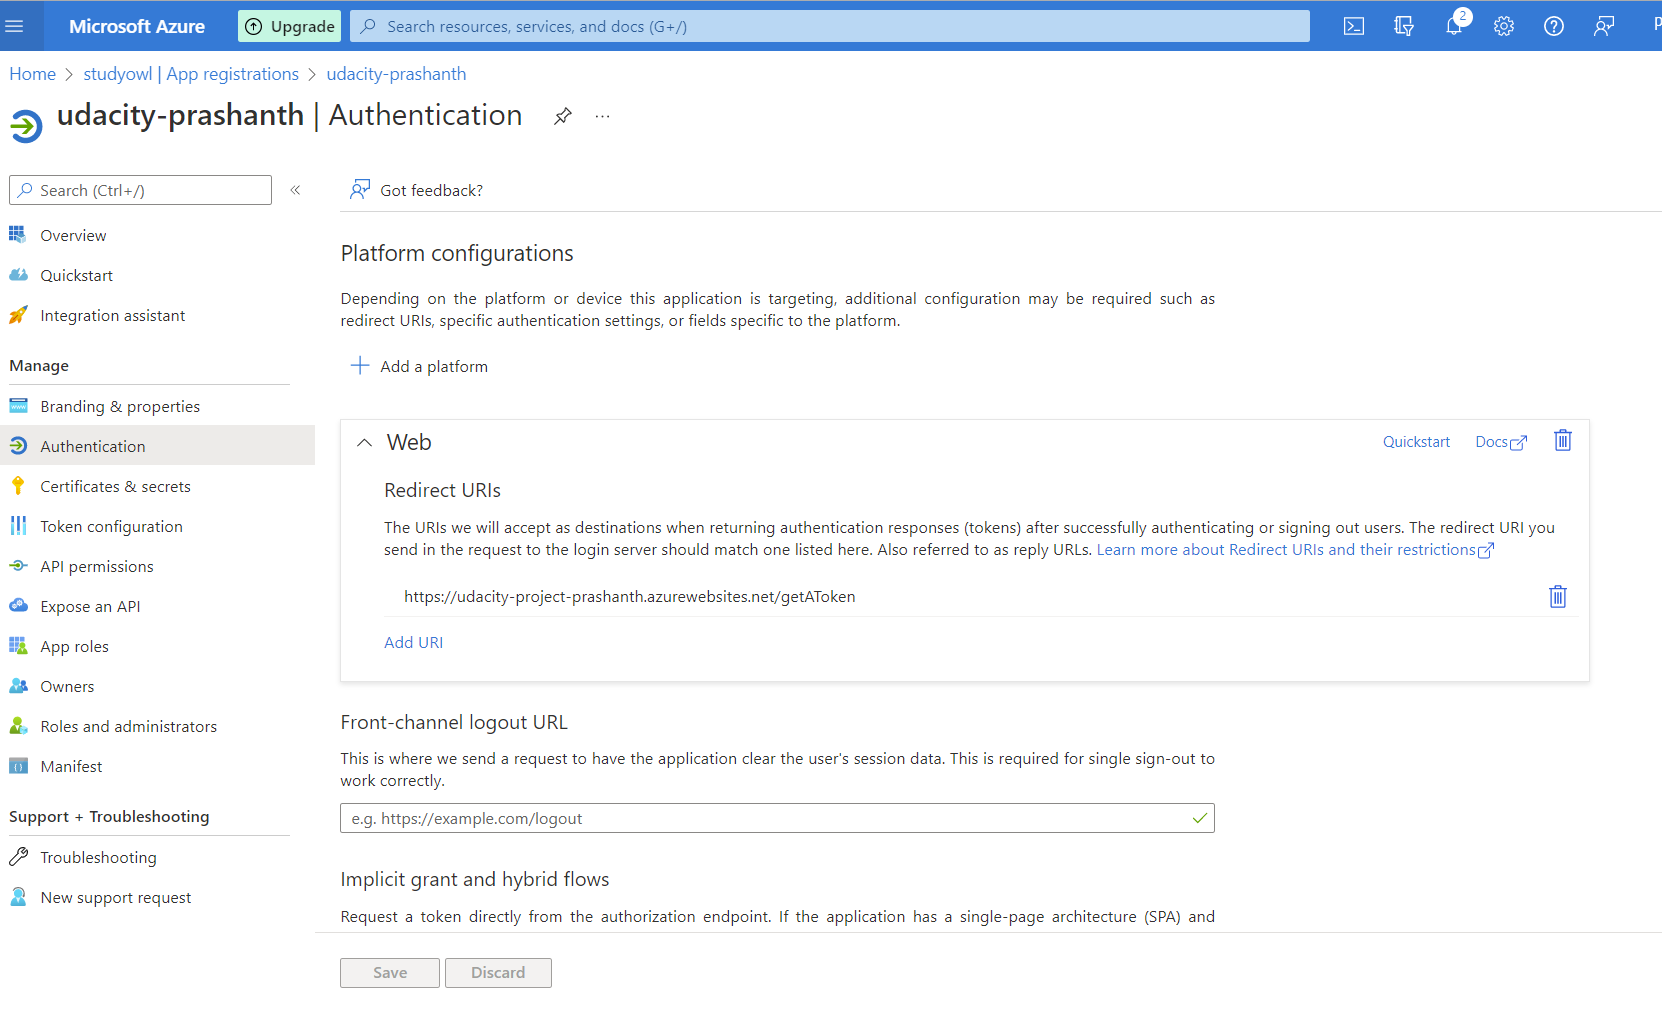 Microsoft Azure
Upgrade
Search resources, services, and docs (G+/)
2
Home > studyowl | App registrations > udacity-prashanth
udacity-prashanth | Authentication
...
Search (Ctrl+/)
«
Got feedback?
Overview
Quickstart
Integration assistant
Manage
Branding & properties
Authentication
Certificates & secrets
Token configuration
API permissions
Expose an API
App roles
Owners
Roles and administrators
Manifest
Support + Troubleshooting
Troubleshooting
New support request
Platform configurations
Depending on the platform or device this application is targeting, additional configuration may be required such as
redirect URIs, specific authentication settings, or fields specific to the platform.
Add a platform
Web
Quickstart
Docs
Redirect URIs
The URIs we will accept as destinations when returning authentication responses (tokens) after successfully authenticating or signing out users. The redirect URI you
send in the request to the login server should match one listed here. Also referred to as reply URLs. Learn more about Redirect URIs and their restrictions
https://udacity-project-prashanth.azurewebsites.net/getAToken
Add URI
Front-channel logout URL
This is where we send a request to have the application clear the user's session data. This is required for single sign-out to
work correctly.
e.g. https://example.com/logout
Implicit grant and hybrid flows
Request a token directly from the authorization endpoint. If the application has a single-page architecture (SPA) and
Save
Discard